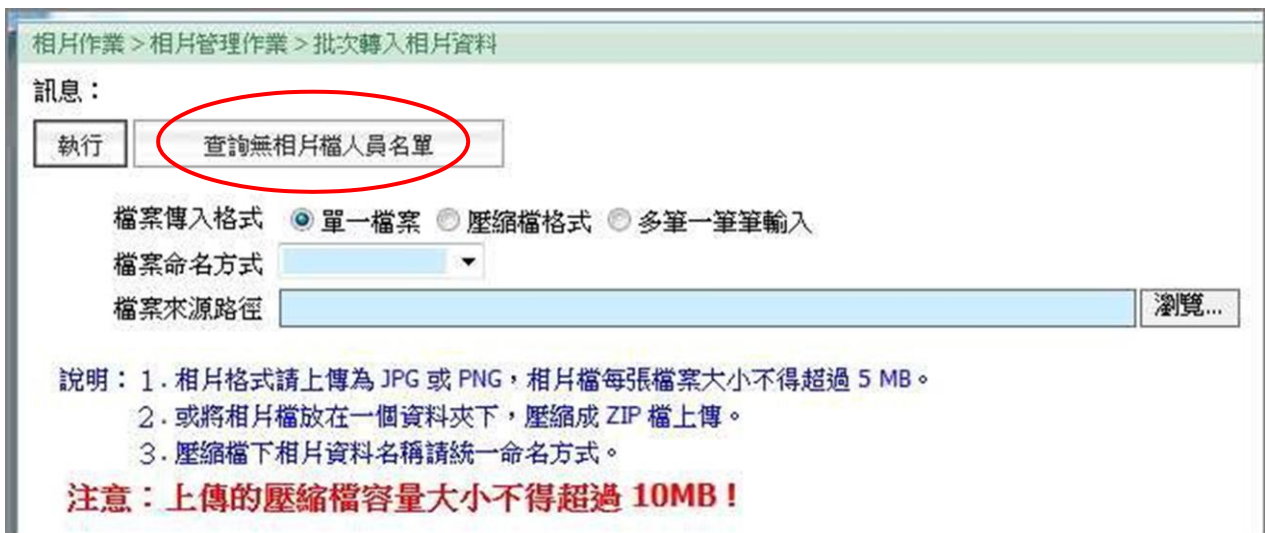 相片作業 > 相片管理作業 > 批次轉入相片資料
訊息：
執行 查詢無相片檔人員名單
檔案傳入格式 單一檔案 壓縮檔格式 多筆一筆筆輸入
檔案命名方式
檔案來源路徑 瀏覽...
說明：1.相片格式請上傳為 JPG 或 PNG，相片檔每張檔案大小不得超過 5 MB。
2.或將相片檔放在一個資料夾下，壓縮成 ZIP 檔上傳。
3.壓縮檔下相片資料名稱請統一命名方式。
注意：上傳的壓縮檔容量大小不得超過 10MB！